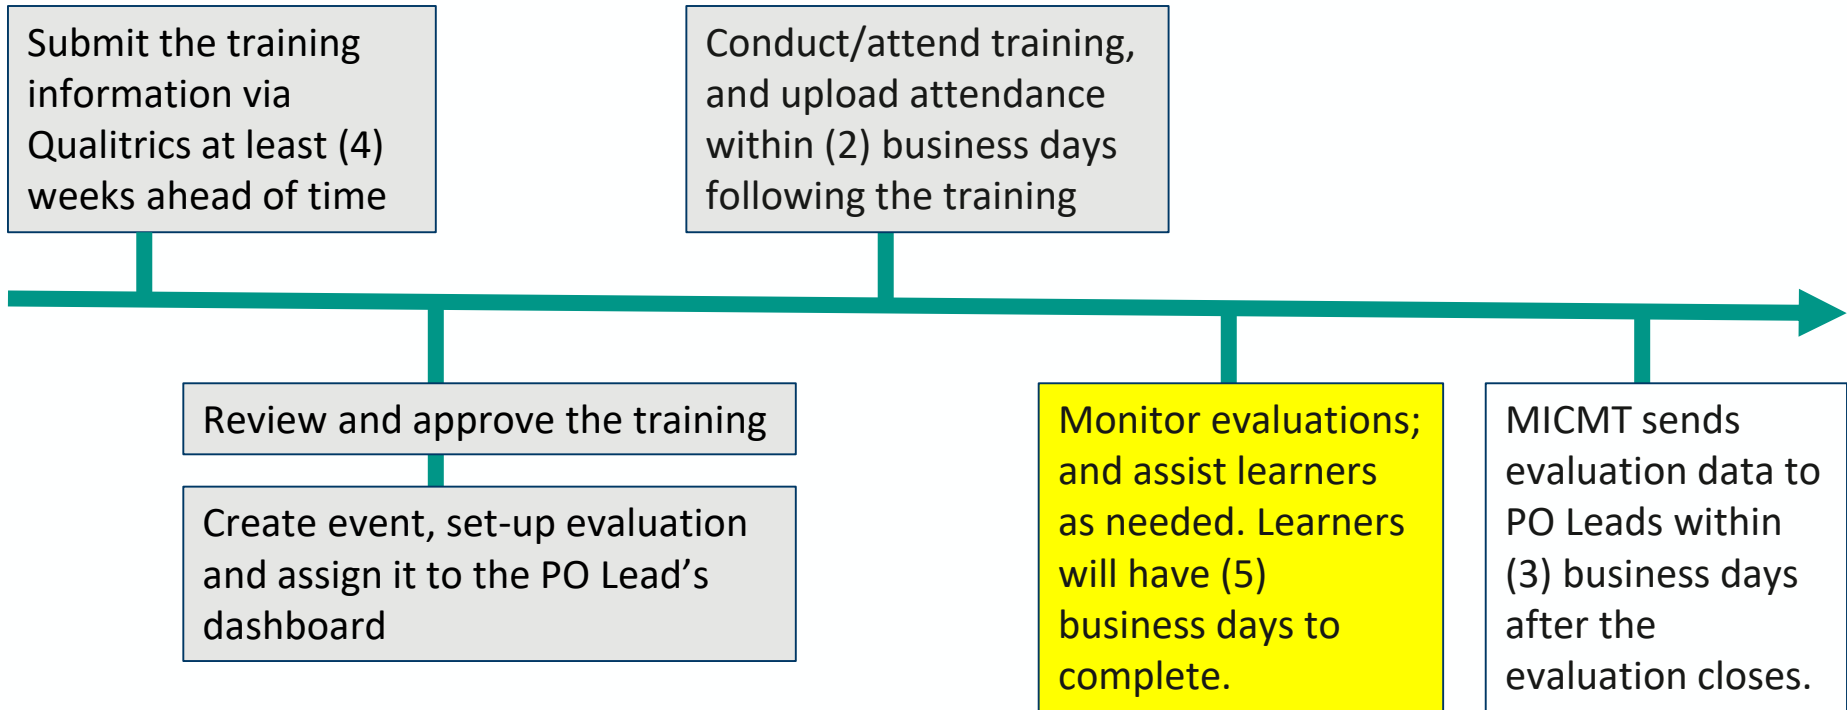 Submit the training
information via
Qualitrics at least (4)
weeks ahead of time
Review and approve the training
Create event, set-up evaluation
and assign it to the PO Lead’s
dashboard
Conduct/attend training,
and upload attendance
within (2) business days
following the training
Monitor evaluations;
and assist learners
as needed. Learners
will have (5)
business days to
complete.
MICMT sends
evaluation data to
PO Leads within
(3) business days
after the
evaluation closes.